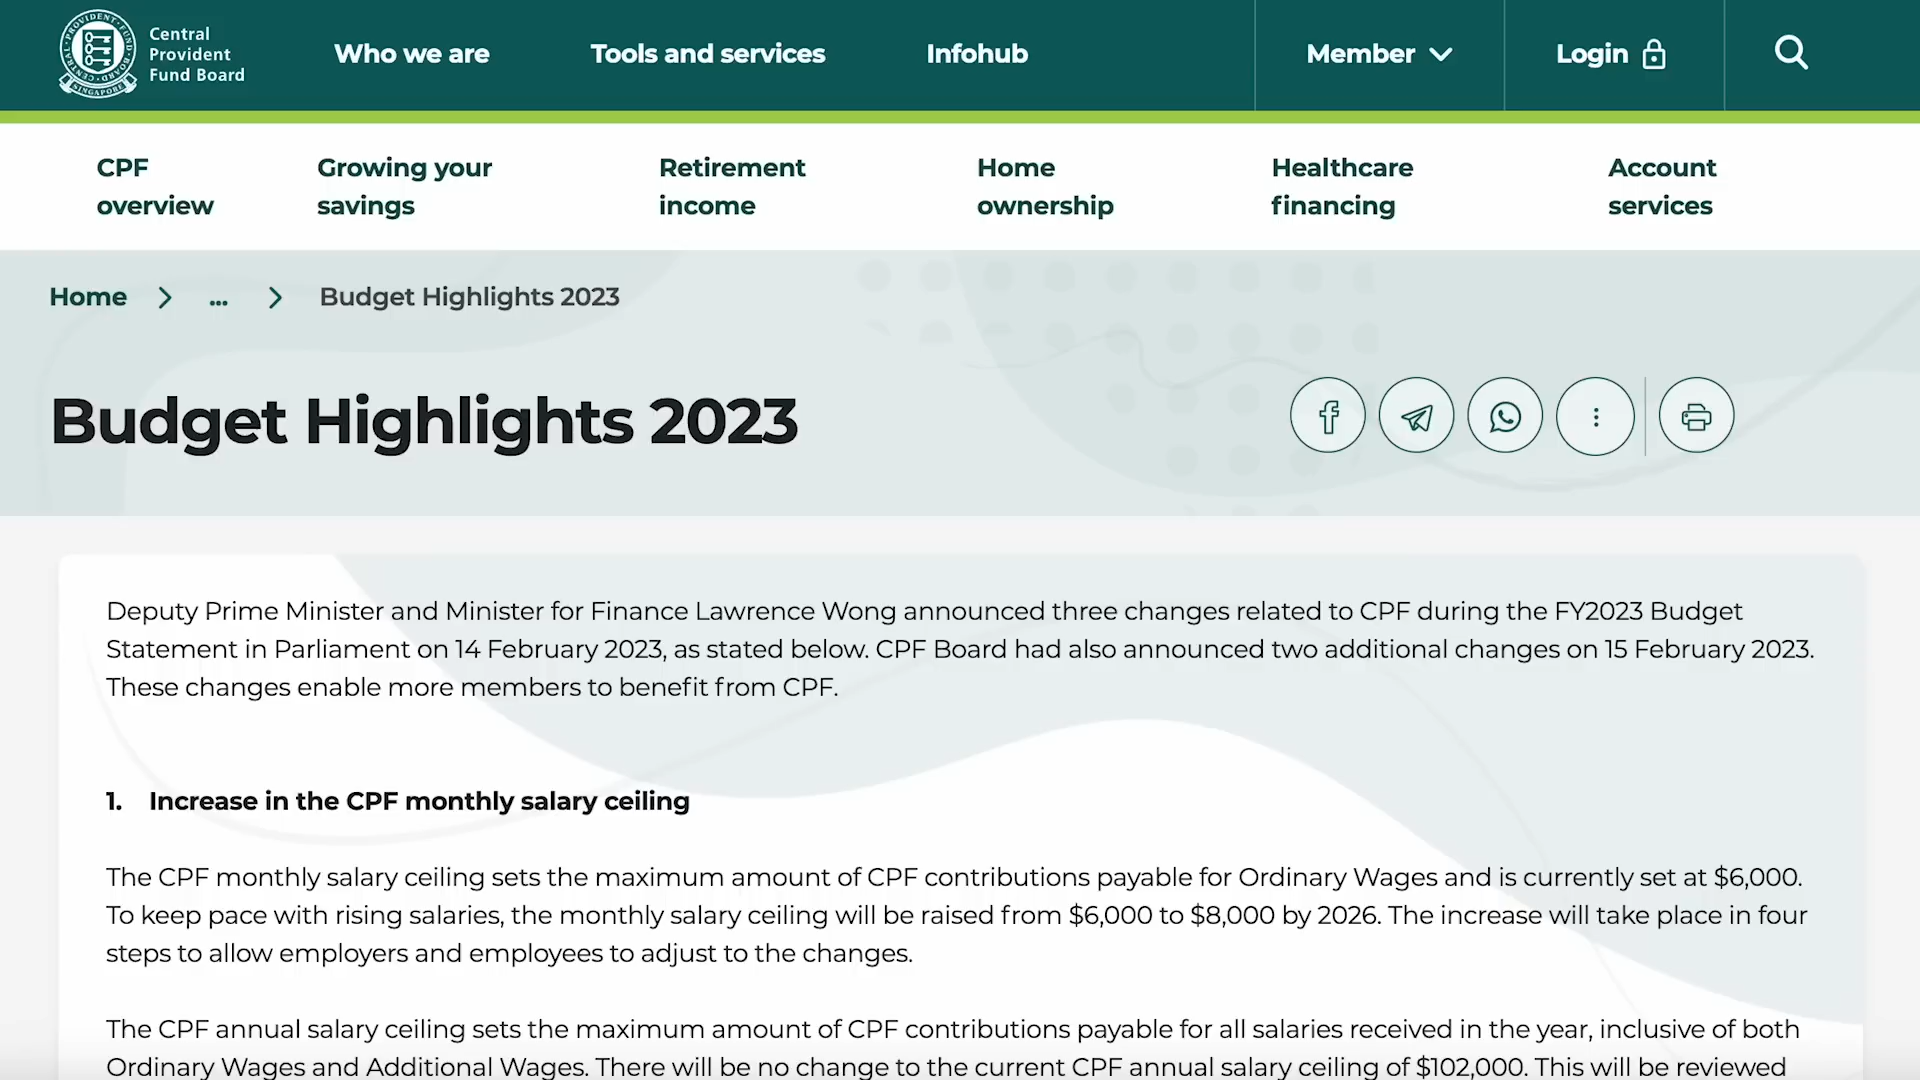 Central
Provident
Fund Board
Who we are
Tools and services
Infohub
Member
Login
CENTRAL PROVIDENT FUND BOARD
SINGAPORE
CPF
overview
Growing your
savings
Retirement
income
Home
ownership
Healthcare
financing
Account
services
Home
...
Budget Highlights 2023
Budget Highlights 2023
Deputy Prime Minister and Minister for Finance Lawrence Wong announced three changes related to CPF during the FY2023 Budget
Statement in Parliament on 14 February 2023, as stated below. CPF Board had also announced two additional changes on 15 February 2023.
These changes enable more members to benefit from CPF.
1. Increase in the CPF monthly salary ceiling
The CPF monthly salary ceiling sets the maximum amount of CPF contributions payable for Ordinary Wages and is currently set at $6,000.
To keep pace with rising salaries, the monthly salary ceiling will be raised from $6,000 to $8,000 by 2026. The increase will take place in four
steps to allow employers and employees to adjust to the changes.
The CPF annual salary ceiling sets the maximum amount of CPF contributions payable for all salaries received in the year, inclusive of both
Ordinary Wages and Additional Wages. There will be no change to the current CPF annual salary ceiling of $102,000. This will be reviewed